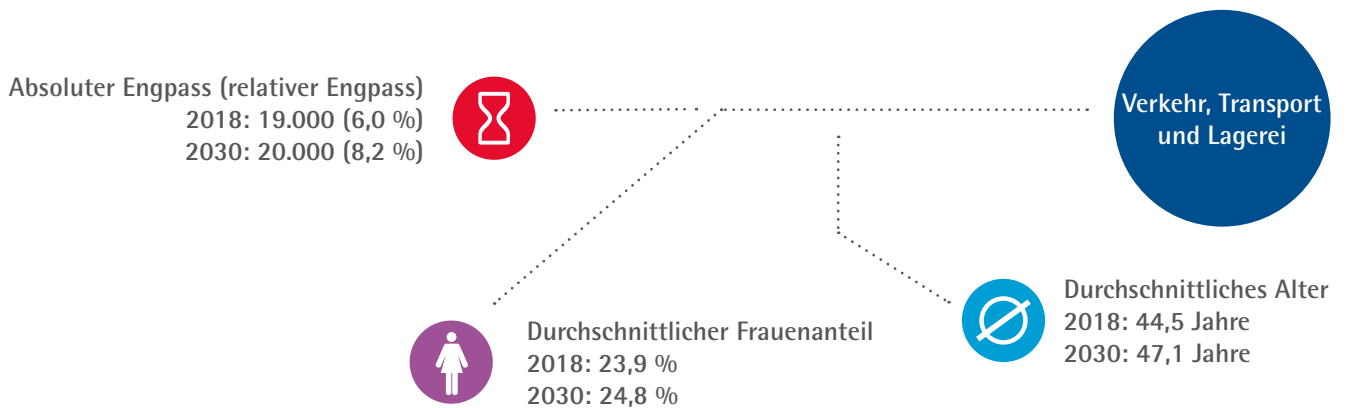 Absoluter Engpass (relativer Engpass)
2018: 19.000 (6,0 %)
2030: 20.000 (8,2 %)
Verkehr, Transport
und Lagerei
Durchschnittlicher Frauenanteil
2018: 23,9 %
2030: 24,8 %
Durchschnittliches Alter
2018: 44,5 Jahre
2030: 47,1 Jahre